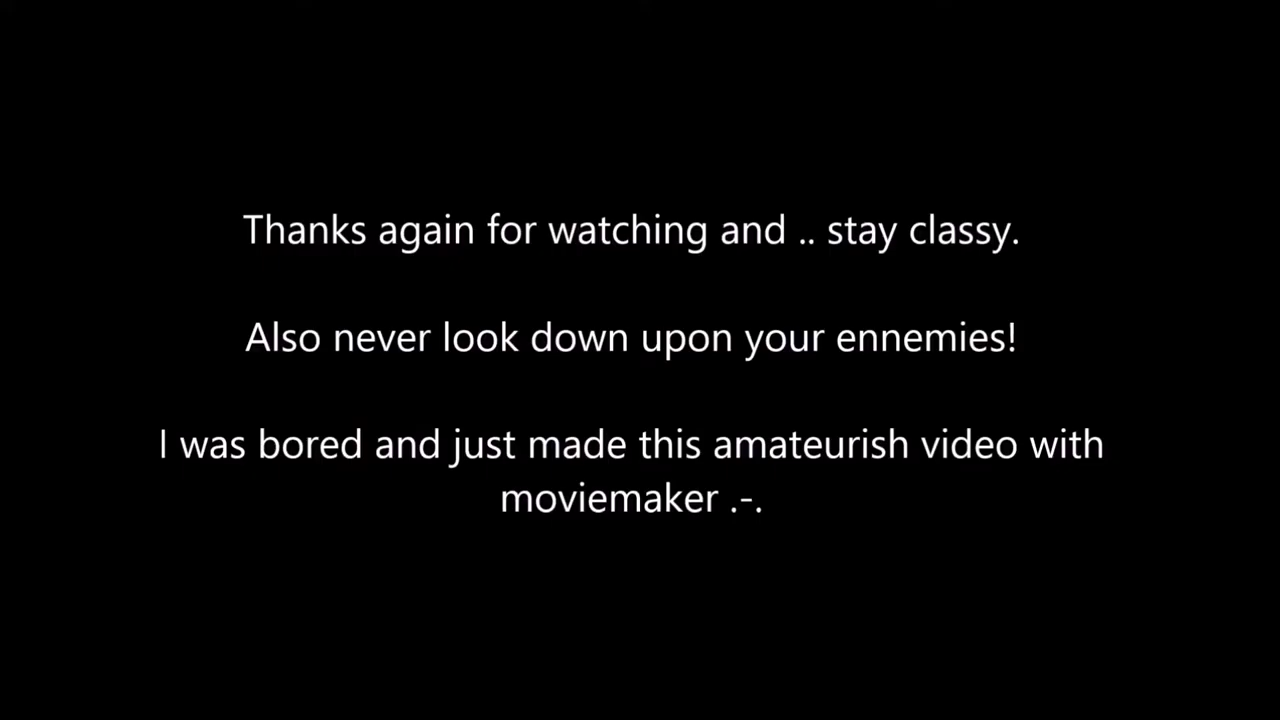 Thanks again for watching and .. stay classy.
Also never look down upon your ennemies!
I was bored and just made this amateurish video with
moviemaker .-.